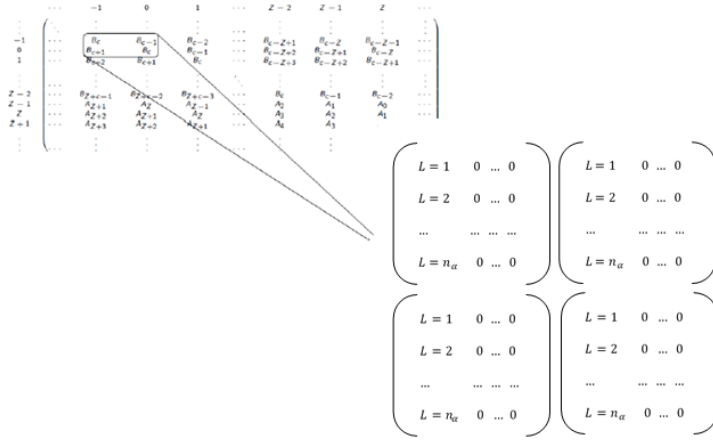 ··· -1 0 1 ··· Z − 2 Z − 1 Z ···
-1 ··· B_c B_{c−1} B_{c−2} ··· B_{c−Z+1} B_{c−Z} B_{c−Z−1} ···
0 ··· B_{c+1} B_c B_{c−1} ··· B_{c−Z+2} B_{c−Z+1} B_{c−Z} ···
1 ··· B_{c+2} B_{c+1} B_c ··· B_{c−Z+3} B_{c−Z+2} B_{c−Z+1} ···
Z − 2 ··· B_{Z+c−1} B_{Z+c−2} B_{Z+c−3} ··· B_c B_{c−1} B_{c−2} ···
Z − 1 ··· A_{Z+1} A_Z A_{Z−1} ··· A_2 A_1 A_0 ···
Z ··· A_{Z+2} A_{Z+1} A_Z ··· A_3 A_2 A_1 ···
Z + 1 ··· A_{Z+3} A_{Z+2} A_{Z+1} ··· A_4 A_3 ···
L = 1 0 … 0 L = 1 0 … 0
L = 2 0 … 0 L = 2 0 … 0
… … … … … … … …
L = n_α 0 … 0 L = n_α 0 … 0
L = 1 0 … 0 L = 1 0 … 0
L = 2 0 … 0 L = 2 0 … 0
… … … … … … … …
L = n_α 0 … 0 L = n_α 0 … 0